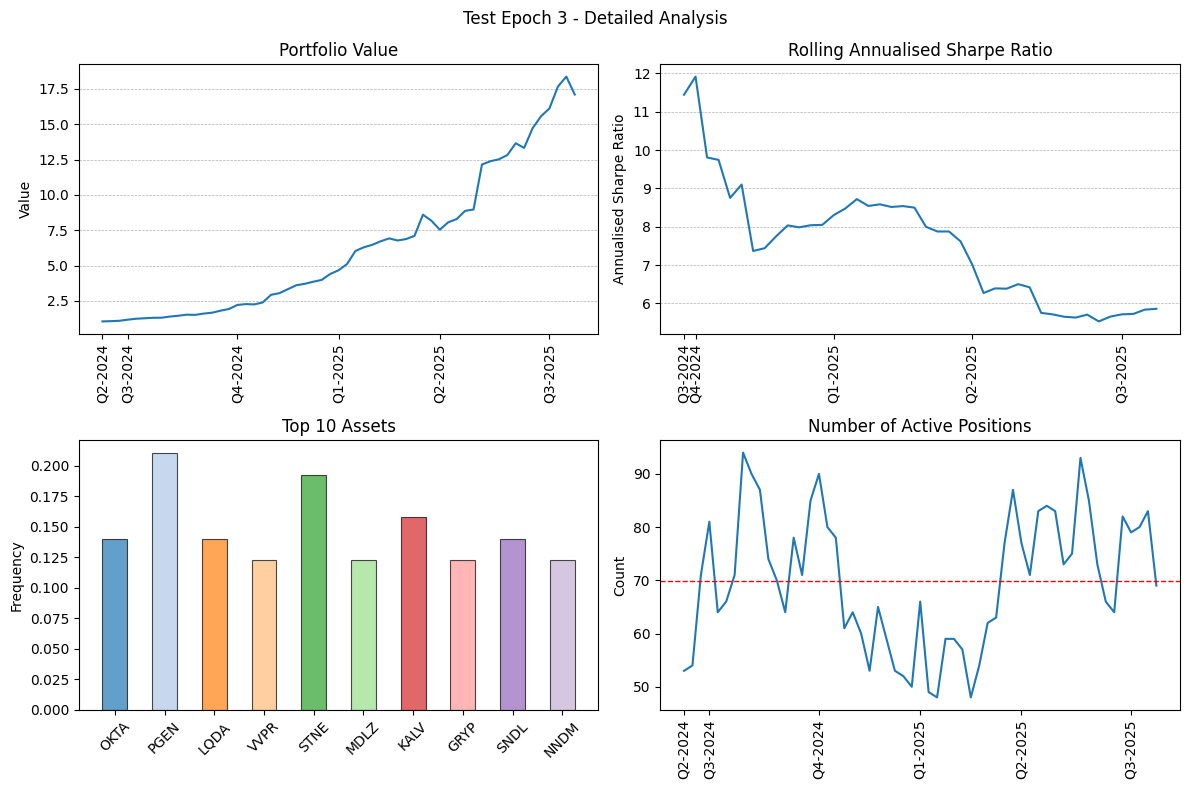 Test Epoch 3 - Detailed Analysis
Portfolio Value
Value
17.5
15.0
12.5
10.0
7.5
5.0
2.5
Q2-2024
Q3-2024
Q4-2024
Q1-2025
Q2-2025
Q3-2025
Rolling Annualised Sharpe Ratio
Annualised Sharpe Ratio
12
11
10
9
8
7
6
Q3-2024
Q4-2024
Q1-2025
Q2-2025
Q3-2025
Top 10 Assets
Frequency
0.200
0.175
0.150
0.125
0.100
0.075
0.050
0.025
0.000
OKTA
PGEN
LQDA
VVPR
STNE
MDLZ
KALV
GRYP
SNDL
NNDM
Number of Active Positions
Count
90
80
70
60
50
Q2-2024
Q3-2024
Q4-2024
Q1-2025
Q2-2025
Q3-2025